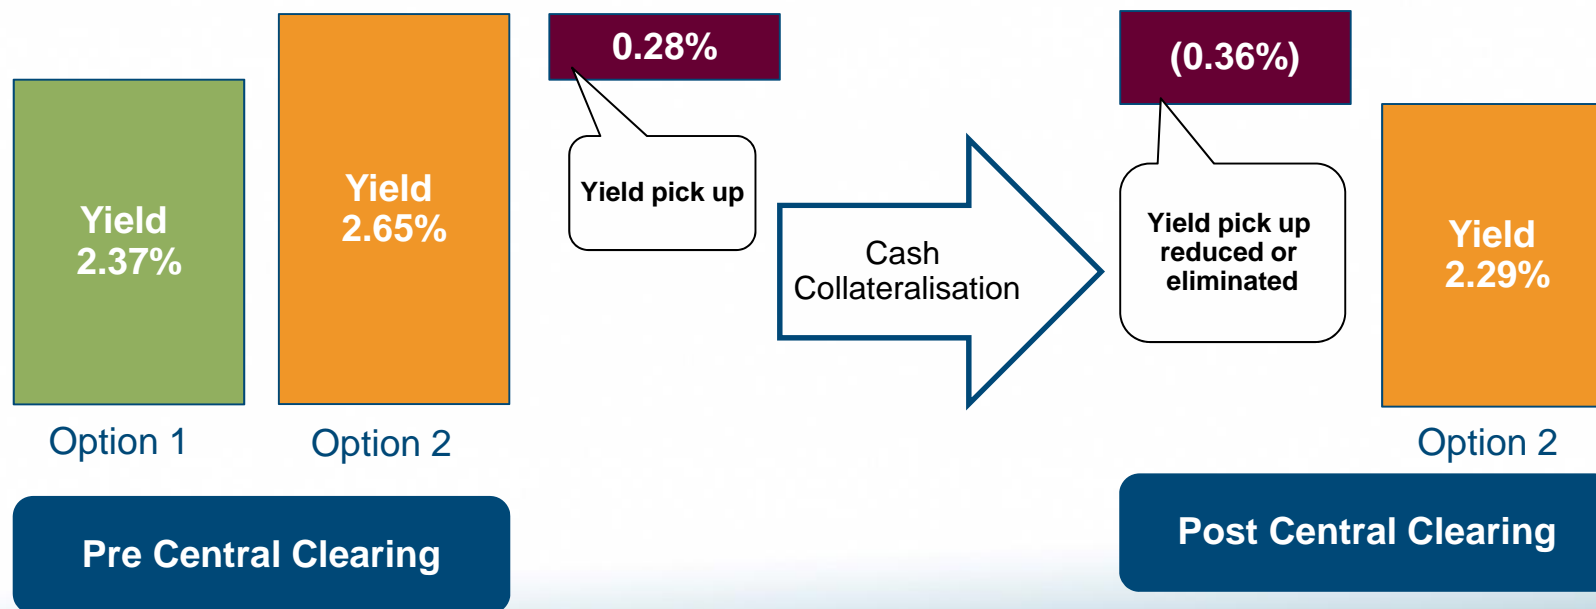 Yield
2.37%
Yield
2.65%
0.28%
Yield pick up
Option 1
Option 2
Pre Central Clearing
Cash
Collateralisation
(0.36%)
Yield pick up
reduced or
eliminated
Yield
2.29%
Option 2
Post Central Clearing